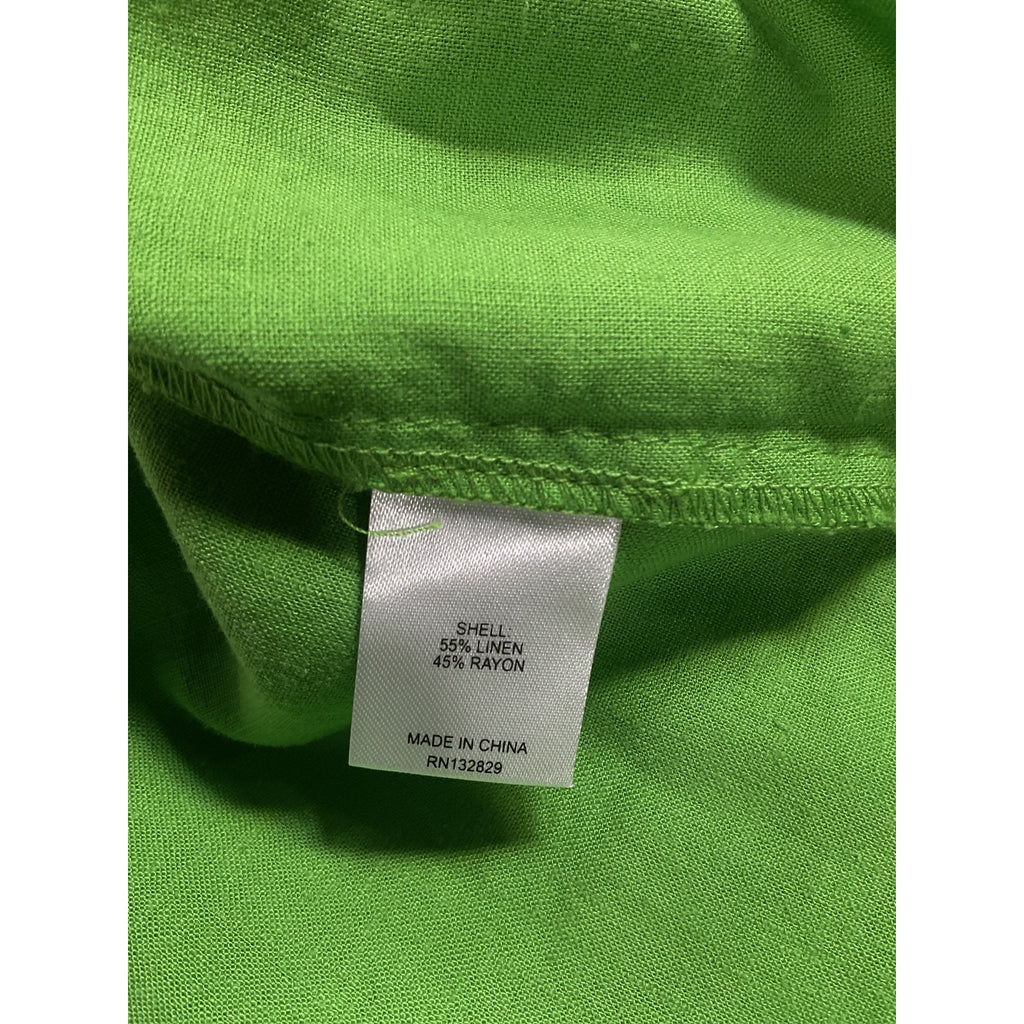 SHELL:
55% LINEN
45% RAYON
MADE IN CHINA
RN132829